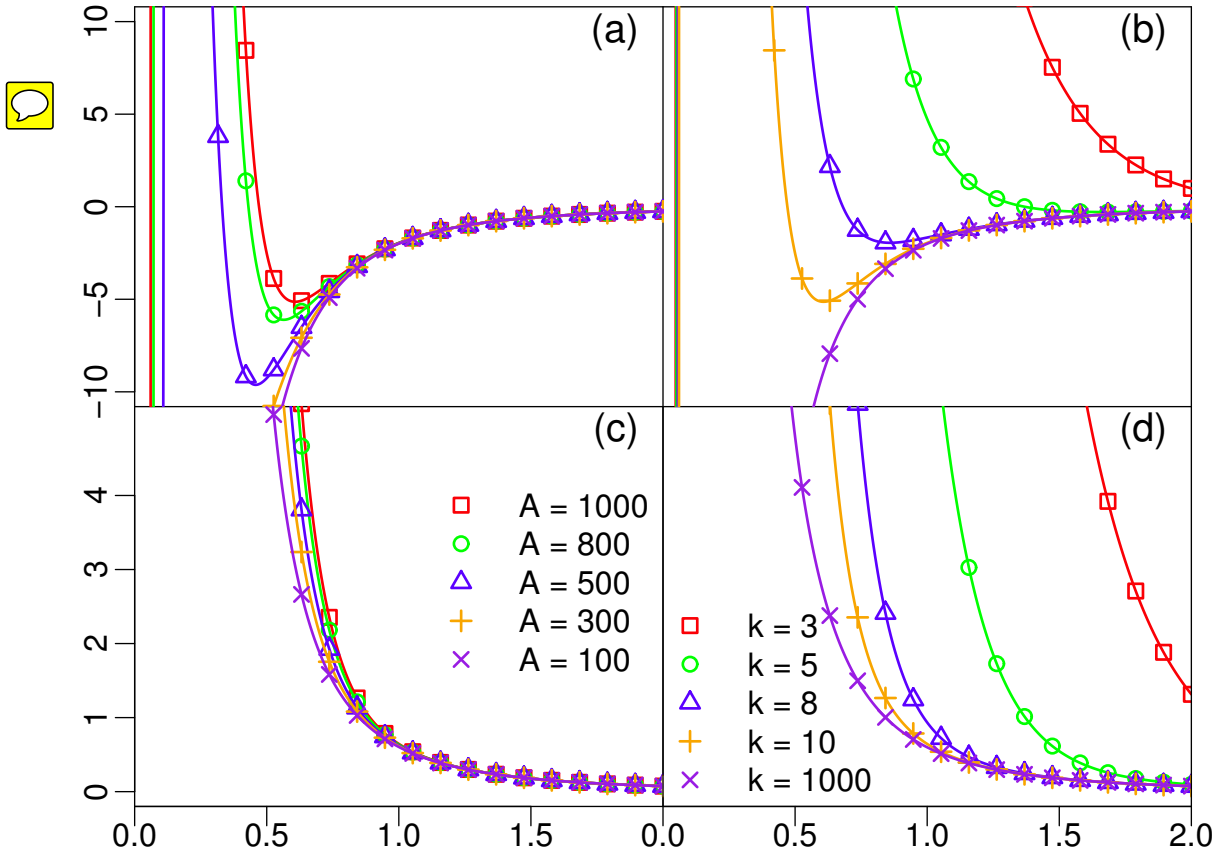 10
5
0
−5
−10
(a)
(b)
4
3
2
1
0
(c)
A = 1000
A = 800
A = 500
A = 300
A = 100
(d)
k = 3
k = 5
k = 8
k = 10
k = 1000
0.0 0.5 1.0 1.5 0.0 0.5 1.0 1.5 2.0